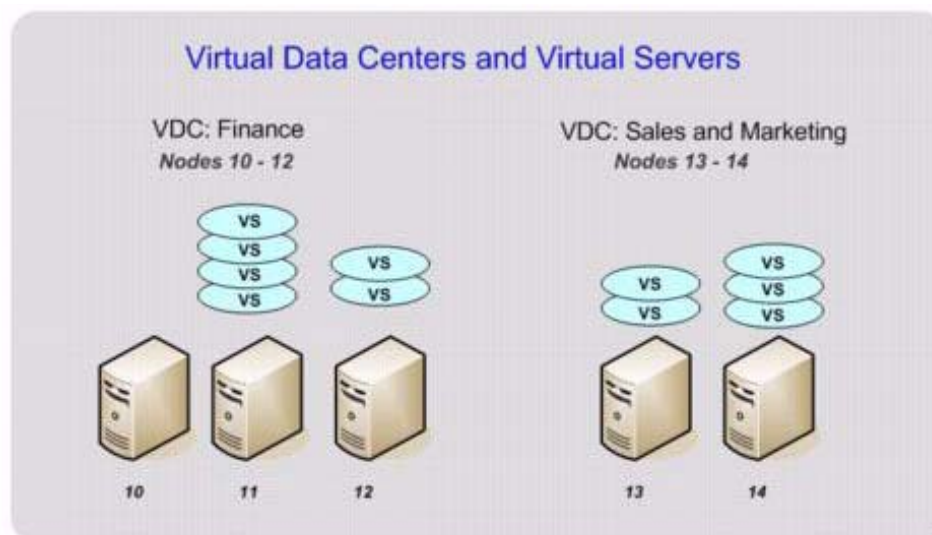 Virtual Data Centers and Virtual Servers
VDC: Finance
Nodes 10 - 12
VDC: Sales and Marketing
Nodes 13 - 14
VS
VS
VS
VS
VS
VS
VS
VS
VS
VS
VS
10
11
12
13
14